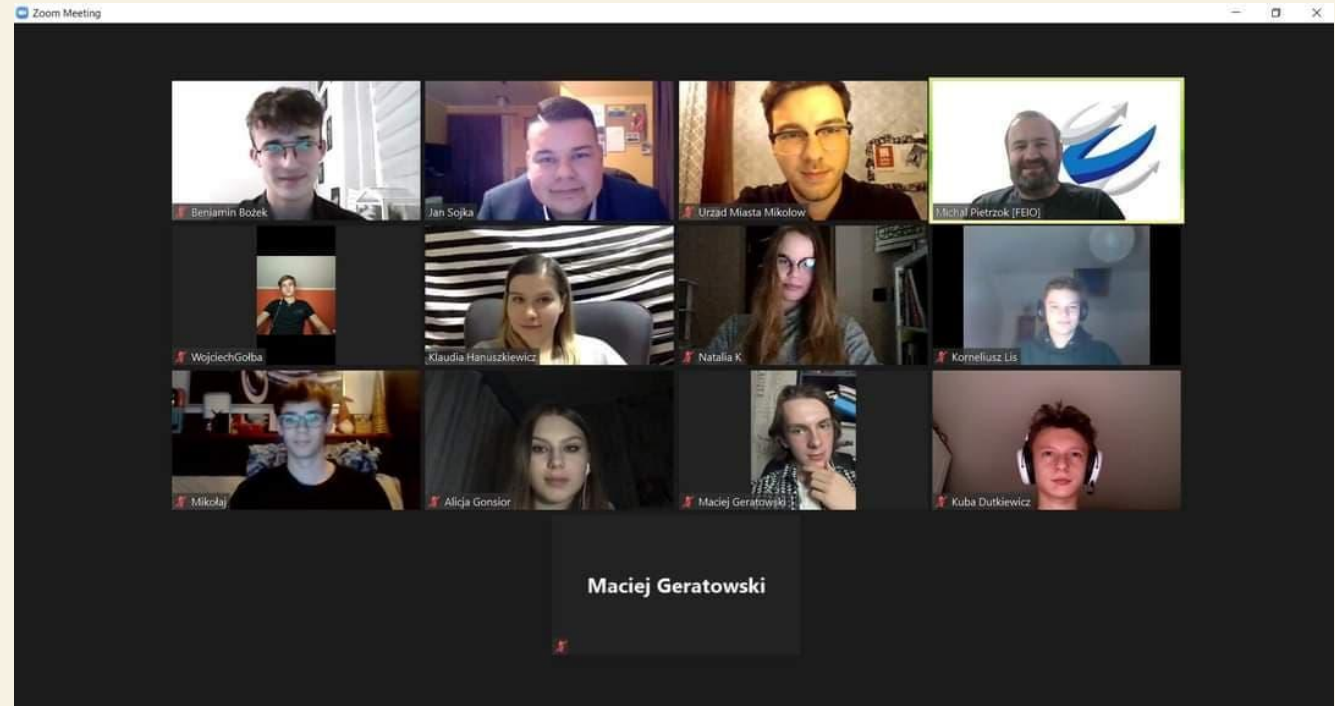 Zoom Meeting
Beniamin Bożek
Jan Sojka
Urząd Miasta Mikołow
Michał Pietrzok [FEIO]
WojciechGołba
Klaudia Hanuszkiewicz
Natalia K
Korneliusz Lis
Mikołaj
Alicja Gonsior
Maciej Geratowski
Kuba Dutkiewicz
Maciej Geratowski